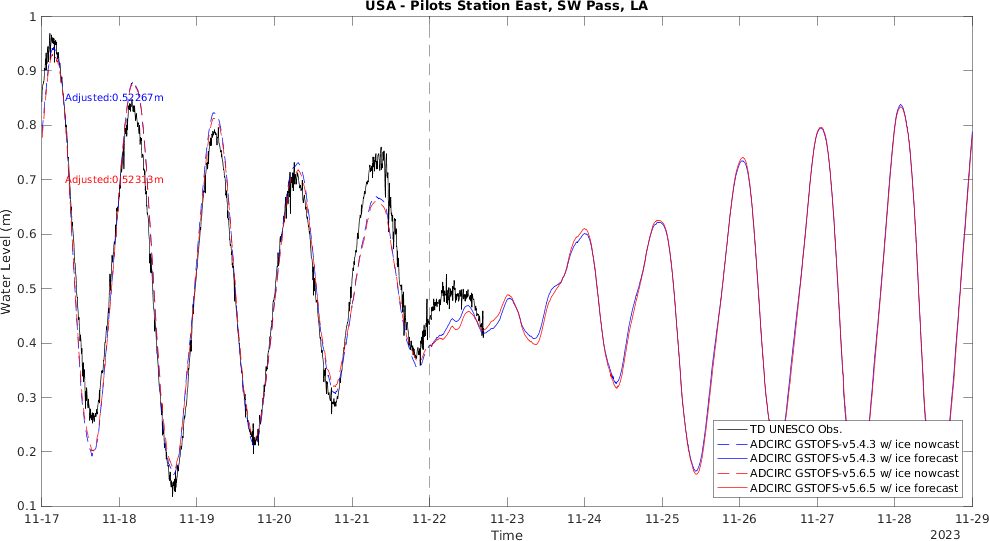 USA - Pilots Station East, SW Pass, LA
1
0.9
0.8
0.7
0.6
0.5
0.4
0.3
0.2
0.1
Water Level (m)
Adjusted:0.52267m
Adjusted:0.52313m
TD UNESCO Obs.
ADCIRC GSTOFS-v5.4.3 w/ ice nowcast
ADCIRC GSTOFS-v5.4.3 w/ ice forecast
ADCIRC GSTOFS-v5.6.5 w/ ice nowcast
ADCIRC GSTOFS-v5.6.5 w/ ice forecast
11-17 11-18 11-19 11-20 11-21 11-22 11-23 11-24 11-25 11-26 11-27 11-28 11-29
Time
2023